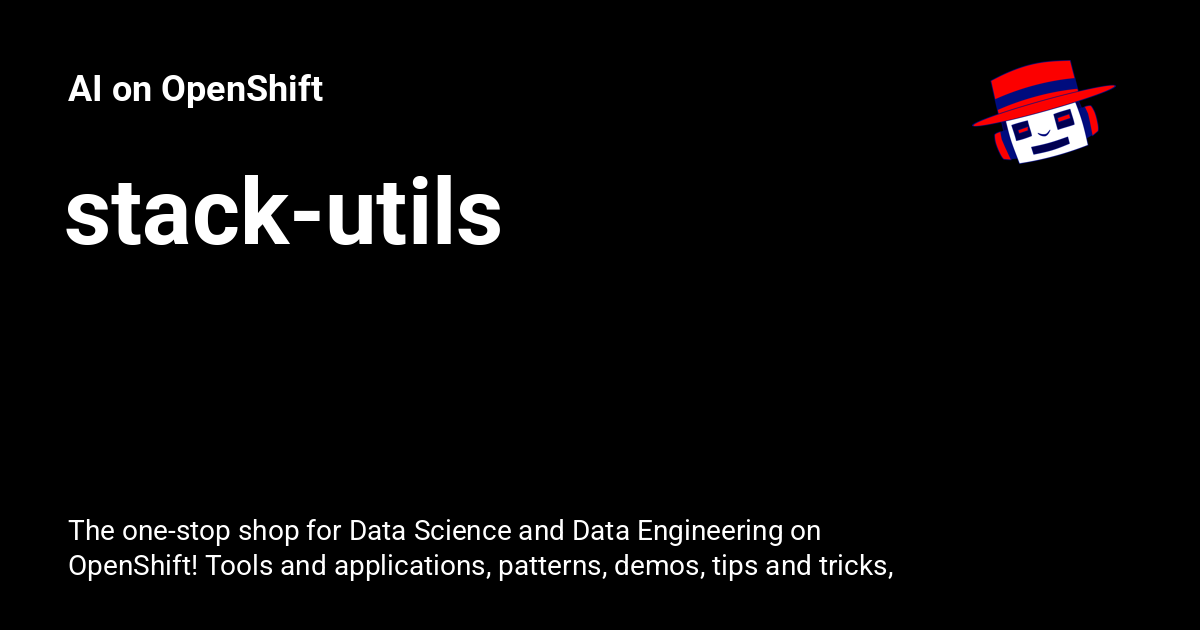 AI on OpenShift
stack-utils
The one-stop shop for Data Science and Data Engineering on
OpenShift! Tools and applications, patterns, demos, tips and tricks,